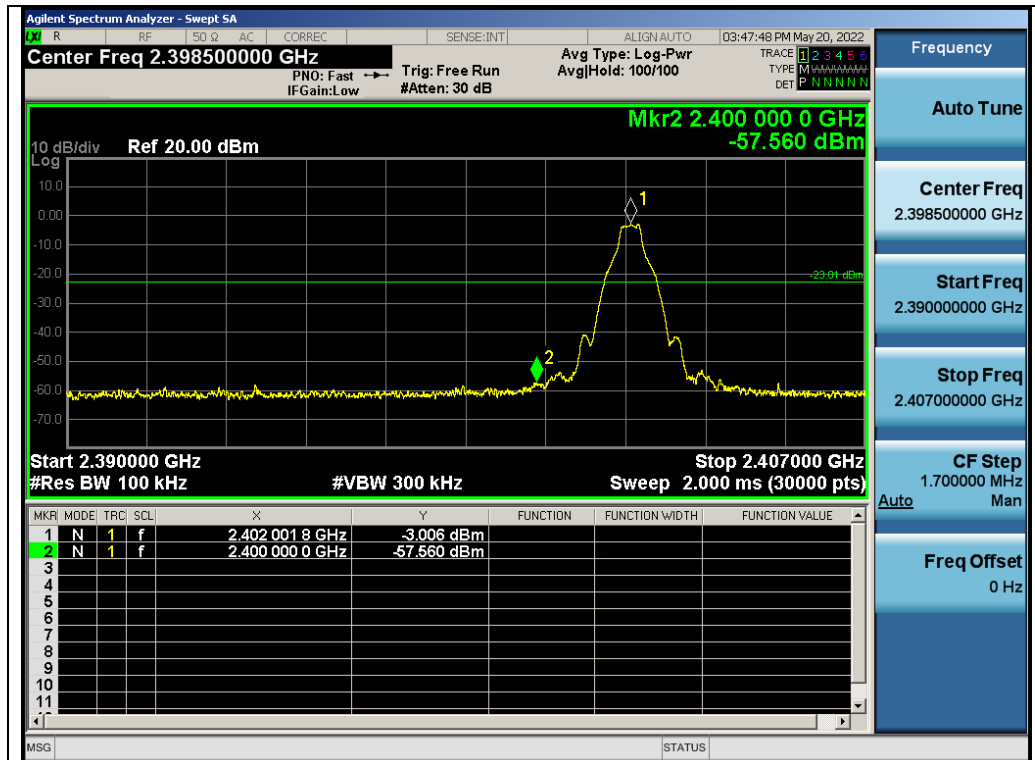 Agilent Spectrum Analyzer - Swept SA
LXI R RF 50 Ω AC CORREC SENSE:INT ALIGN AUTO 03:47:48 PM May 20, 2022
Center Freq 2.398500000 GHz
PNO: Fast
IFGain:Low
Trig: Free Run
#Atten: 30 dB
Avg Type: Log-Pwr
Avg|Hold: 100/100
TRACE 1 2 3 4 5 6
TYPE M
DET P N N N N N
Mkr2 2.400 000 0 GHz
-57.560 dBm
10 dB/div Ref 20.00 dBm
Log
10.0
0.00
-10.0
-20.0
-30.0
-40.0
-50.0
-60.0
-70.0
1
-23.01 dBm
2
Start 2.390000 GHz Stop 2.407000 GHz
#Res BW 100 kHz #VBW 300 kHz Sweep 2.000 ms (30000 pts)
MKR MODE TRC SCL X Y FUNCTION FUNCTION WIDTH FUNCTION VALUE
1 N 1 f 2.402 001 8 GHz -3.006 dBm
2 N 1 f 2.400 000 0 GHz -57.560 dBm
3
4
5
6
7
8
9
10
11
MSG STATUS
Frequency
Auto Tune
Center Freq
2.398500000 GHz
Start Freq
2.390000000 GHz
Stop Freq
2.407000000 GHz
CF Step
1.700000 MHz
Auto Man
Freq Offset
0 Hz